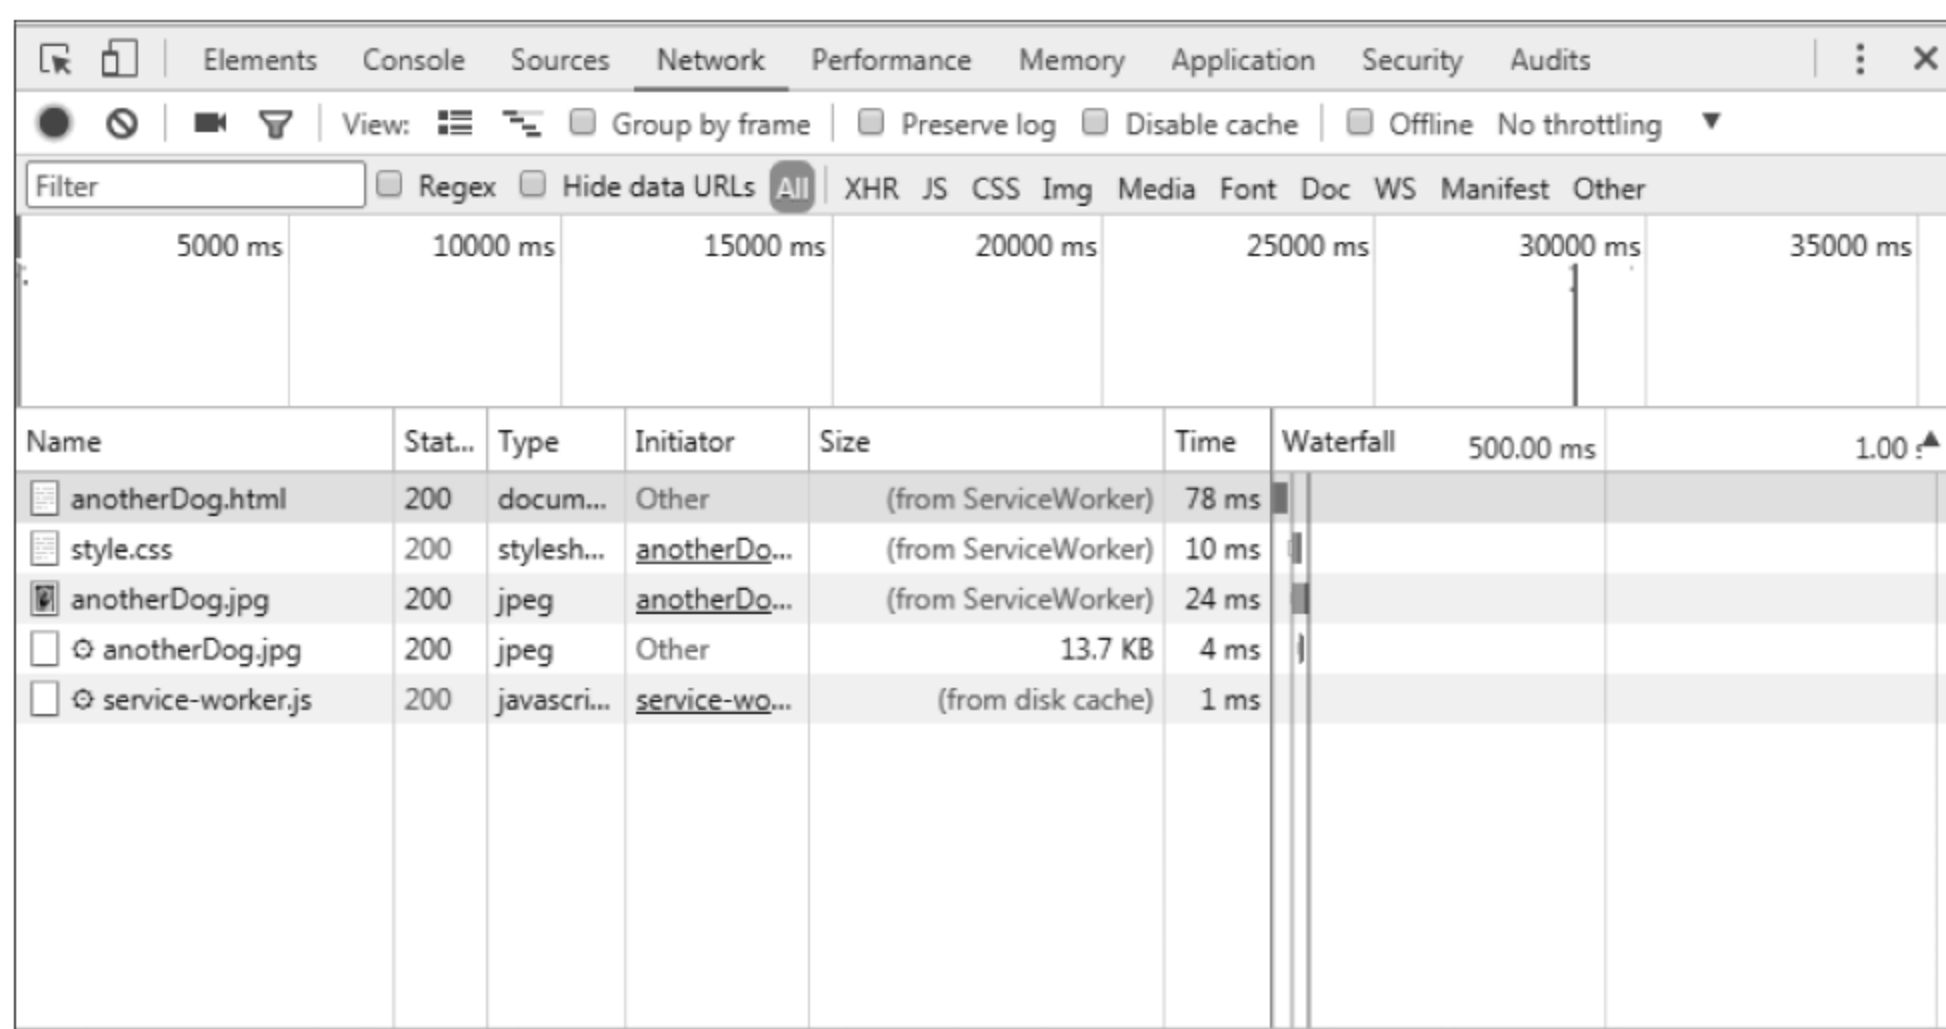 Elements Console Sources Network Performance Memory Application Security Audits
View: Group by frame Preserve log Disable cache Offline No throttling
Filter Regex Hide data URLs All XHR JS CSS Img Media Font Doc WS Manifest Other
5000 ms 10000 ms 15000 ms 20000 ms 25000 ms 30000 ms 35000 ms
Name Stat... Type Initiator Size Time Waterfall 500.00 ms 1.00
anotherDog.html 200 docum... Other (from ServiceWorker) 78 ms
style.css 200 stylesh... anotherDo... (from ServiceWorker) 10 ms
anotherDog.jpg 200 jpeg anotherDo... (from ServiceWorker) 24 ms
anotherDog.jpg 200 jpeg Other 13.7 KB 4 ms
service-worker.js 200 javascri... service-wo... (from disk cache) 1 ms